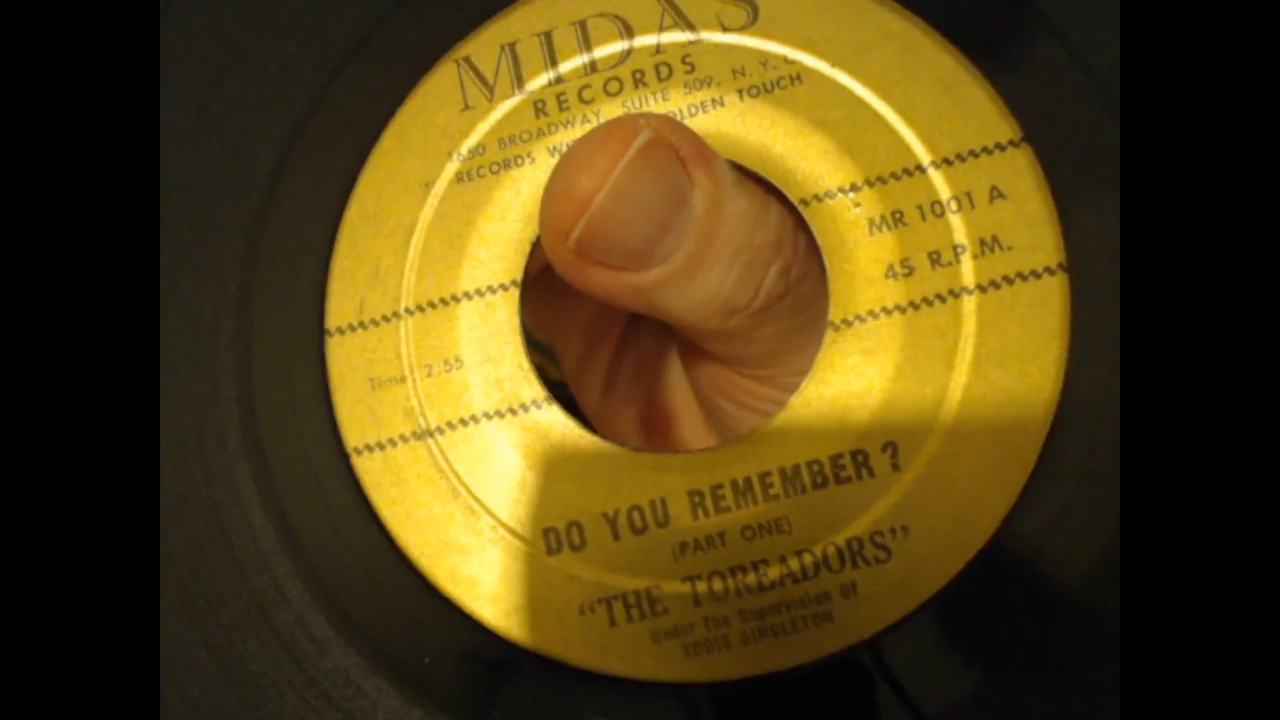 MIDAS
RECORDS
1650 BROADWAY, SUITE 509, N. Y. C.
RECORDS OLDEN TOUCH
MR 1001 A
45 R.P.M.
Time 2:55
DO YOU REMEMBER?
(PART ONE)
"THE TOREADORS"
Under The Supervision Of
EDDIE SINGLETON